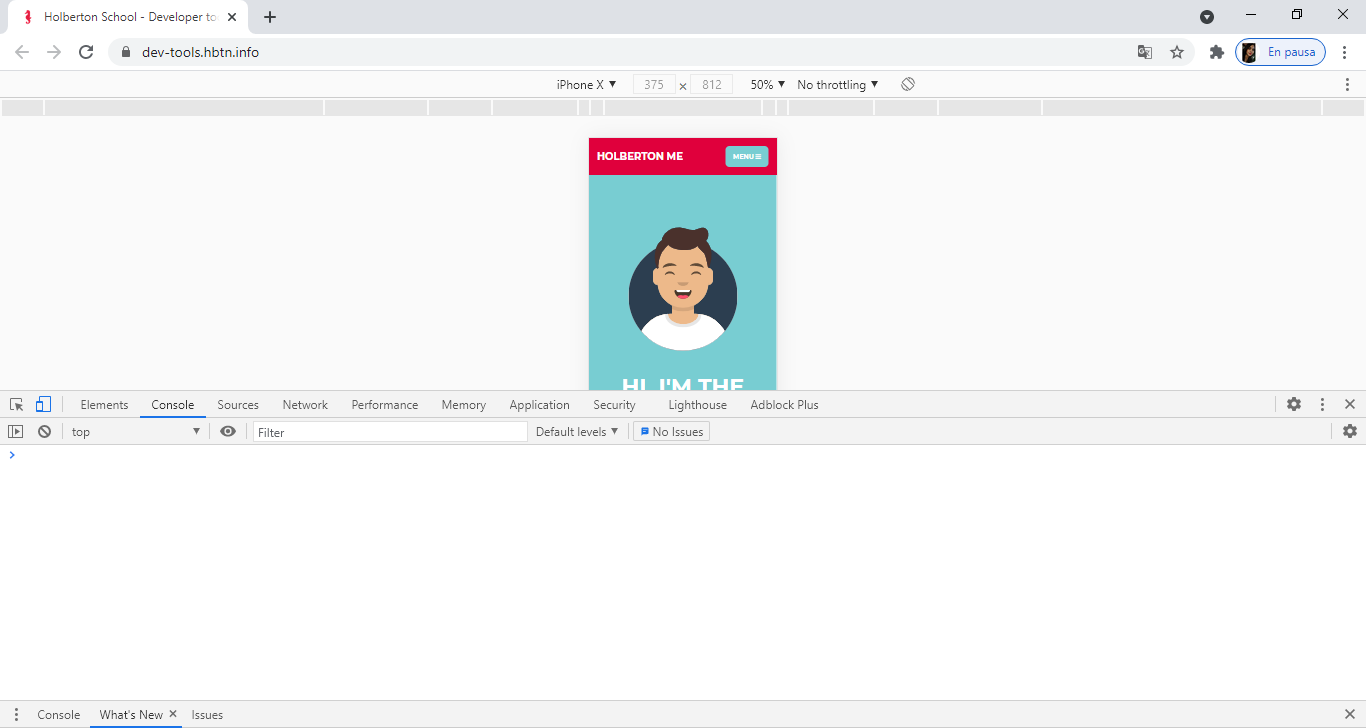 Holberton School - Developer to
dev-tools.hbtn.info
En pausa
iPhone X ▼ 375 × 812 50% ▼ No throttling ▼
HOLBERTON ME
MENU ☰
HI, I'M THE
Elements Console Sources Network Performance Memory Application Security Lighthouse Adblock Plus
top ▼ Filter Default levels ▼ No Issues
Console What's New × Issues